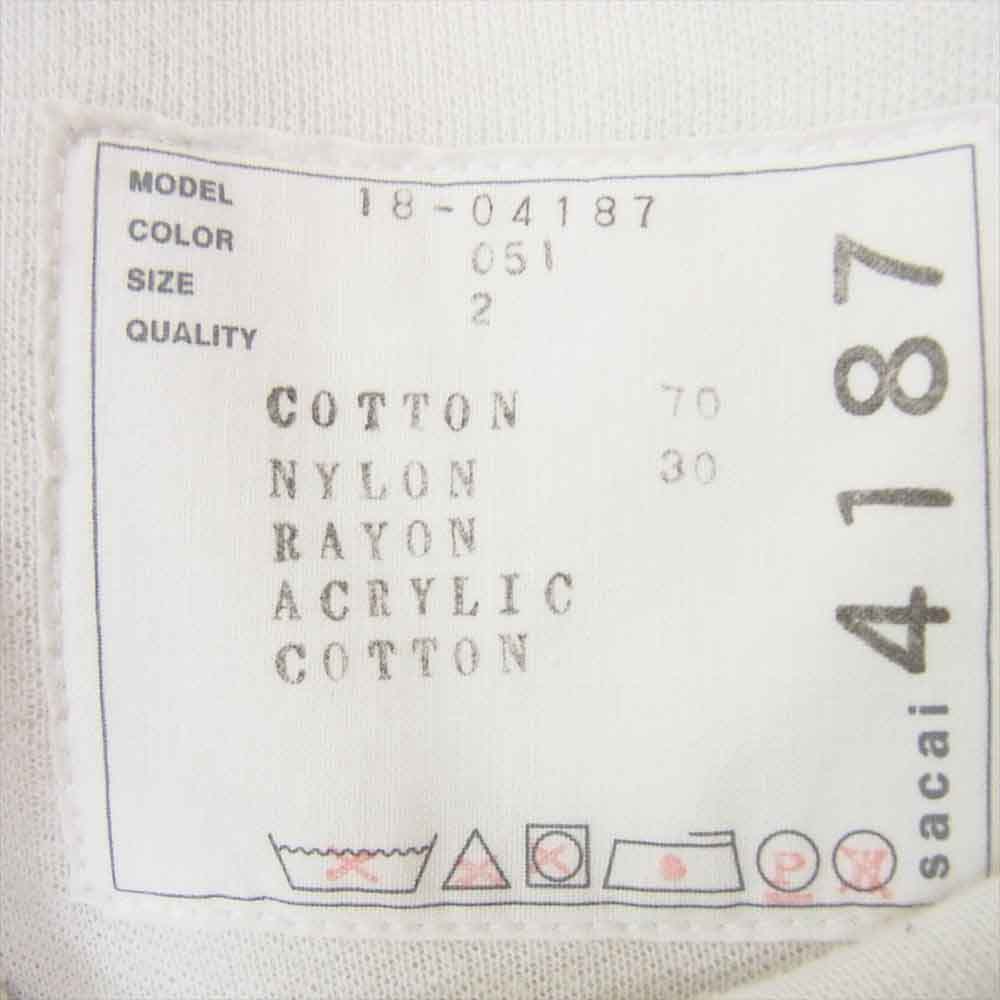 MODEL 18-04187
COLOR 051
SIZE 2
QUALITY
COTTON 70
NYLON 30
RAYON
ACRYLIC
COTTON
P
W
sacai 4187